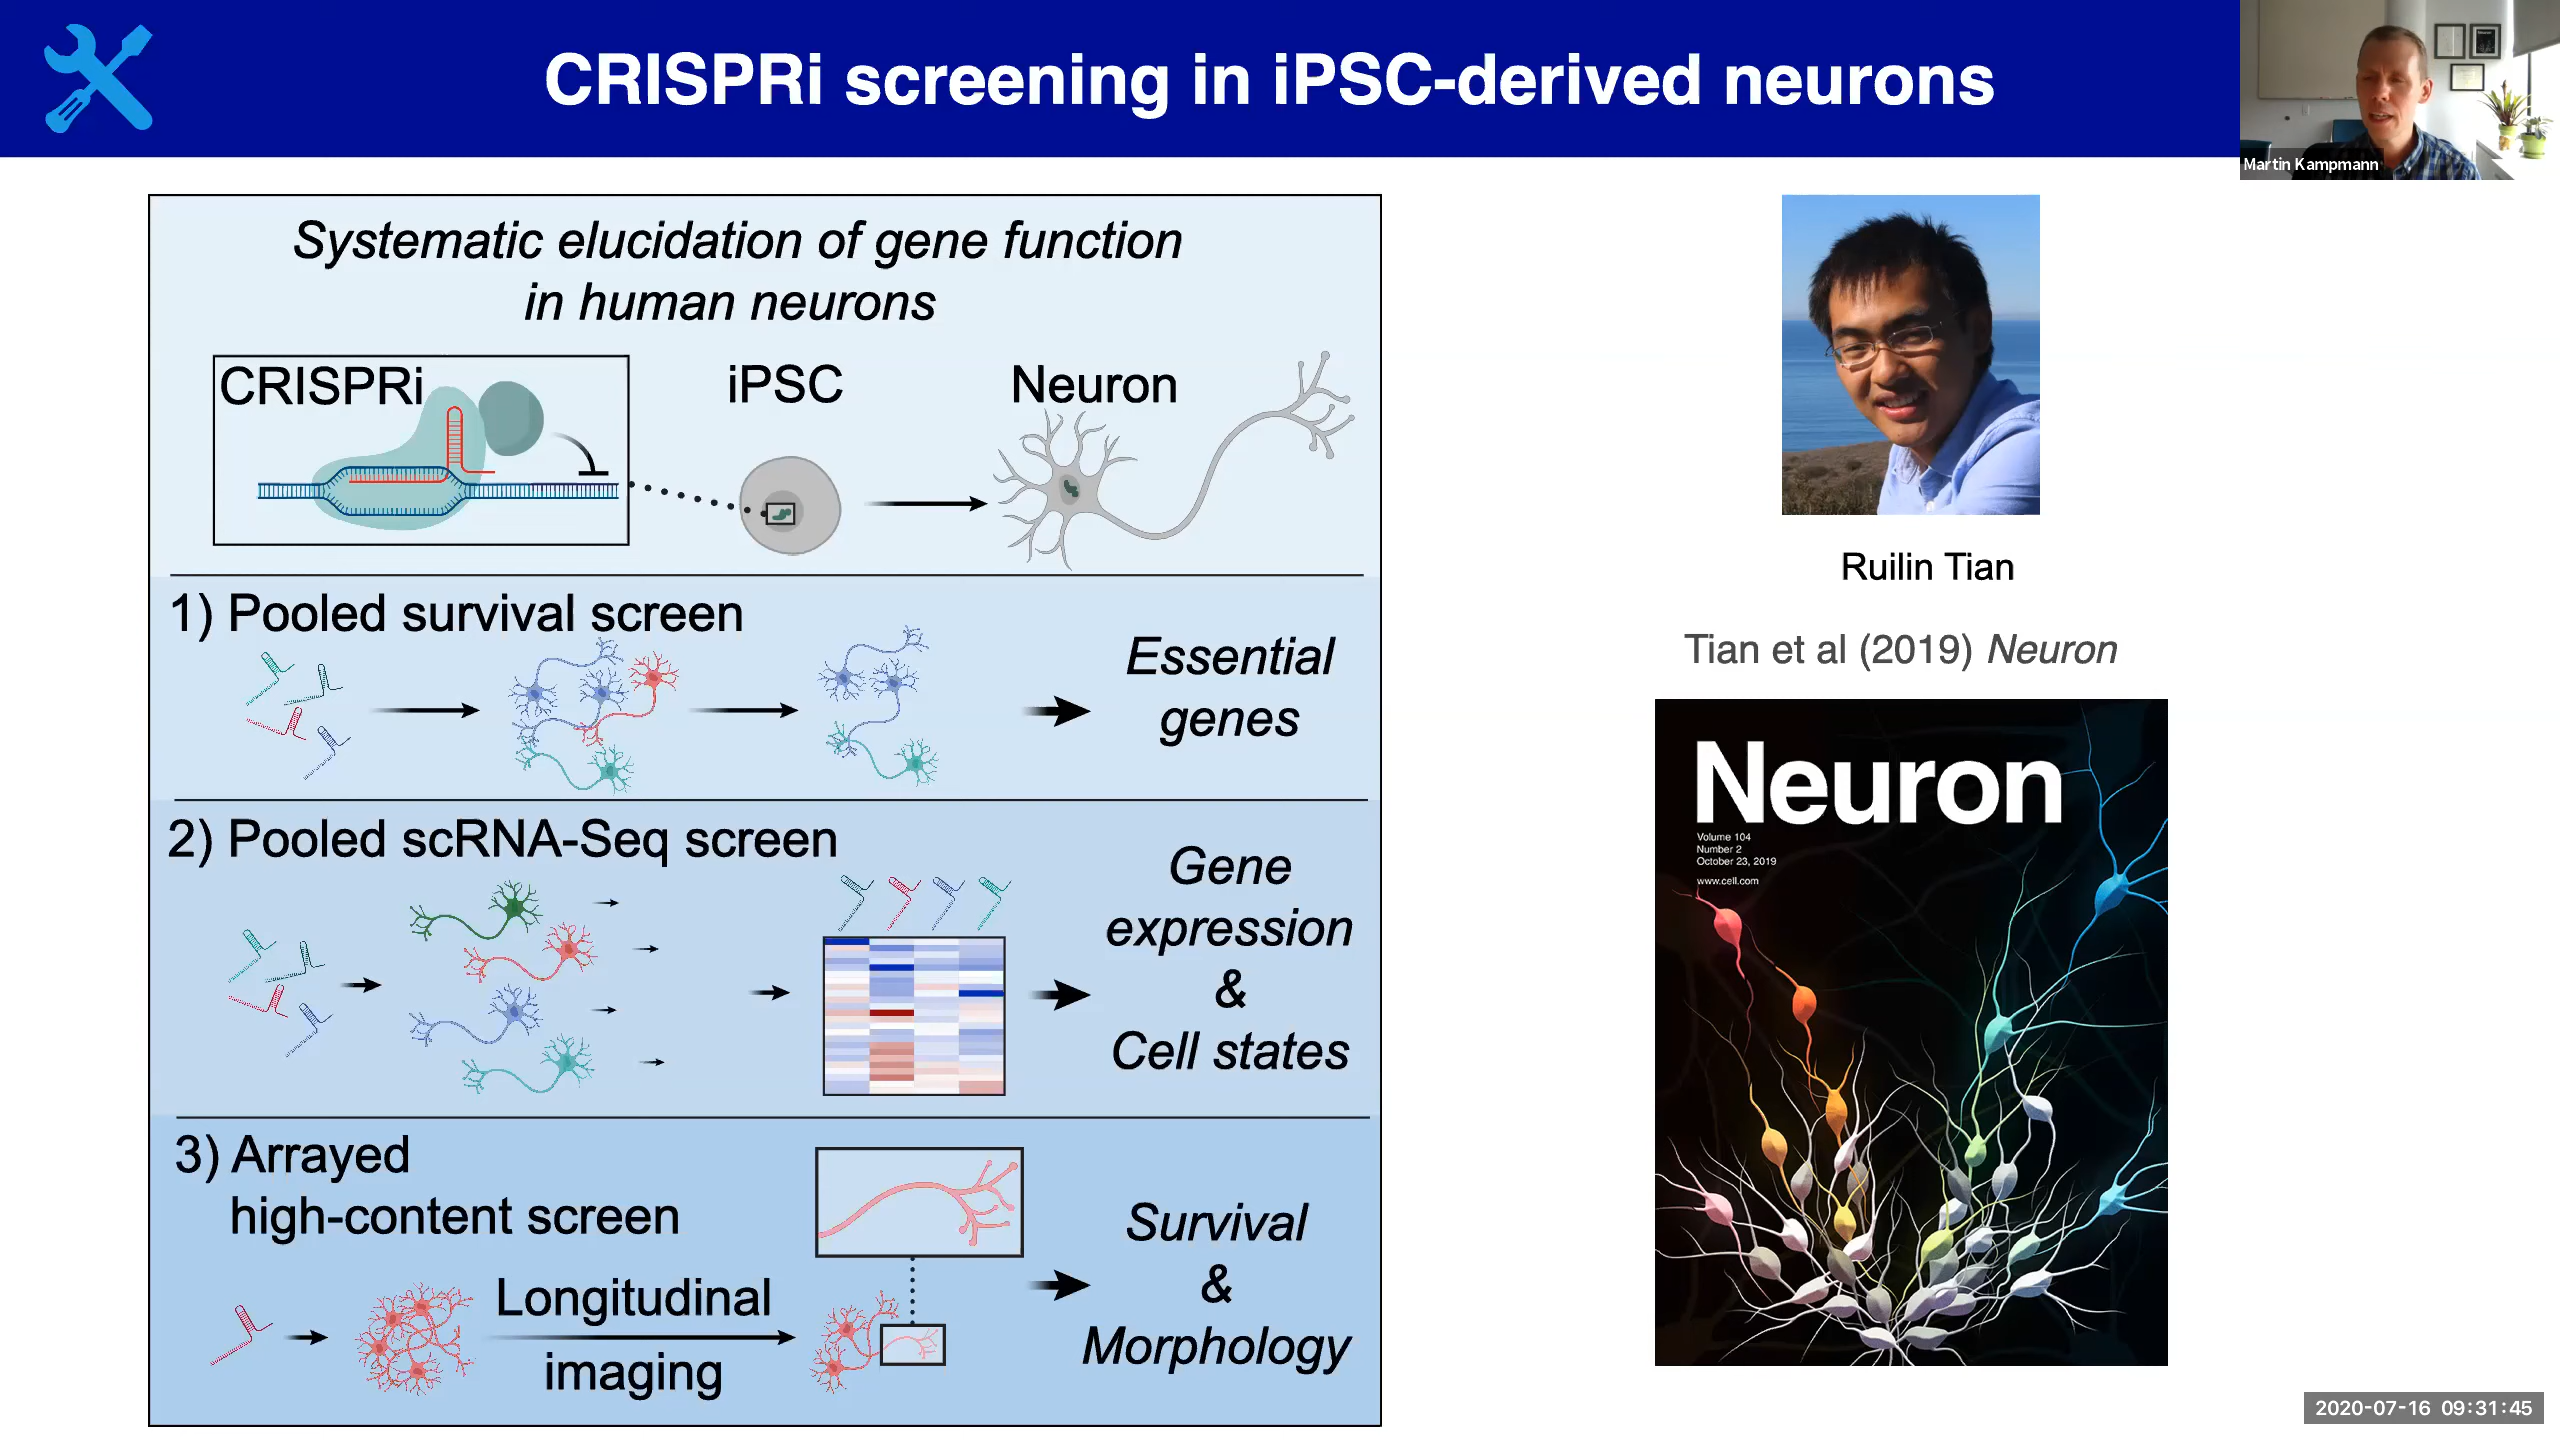 CRISPRi screening in iPSC-derived neurons
Martin Kampmann
Systematic elucidation of gene function
in human neurons
CRISPRi
iPSC
Neuron
1) Pooled survival screen
Essential
genes
2) Pooled scRNA-Seq screen
Gene
expression
&
Cell states
3) Arrayed
high-content screen
Longitudinal
imaging
Survival
&
Morphology
Ruilin Tian
Tian et al (2019) Neuron
Neuron
Volume 104
Number 2
October 23, 2019
www.cell.com
2020-07-16 09:31:45